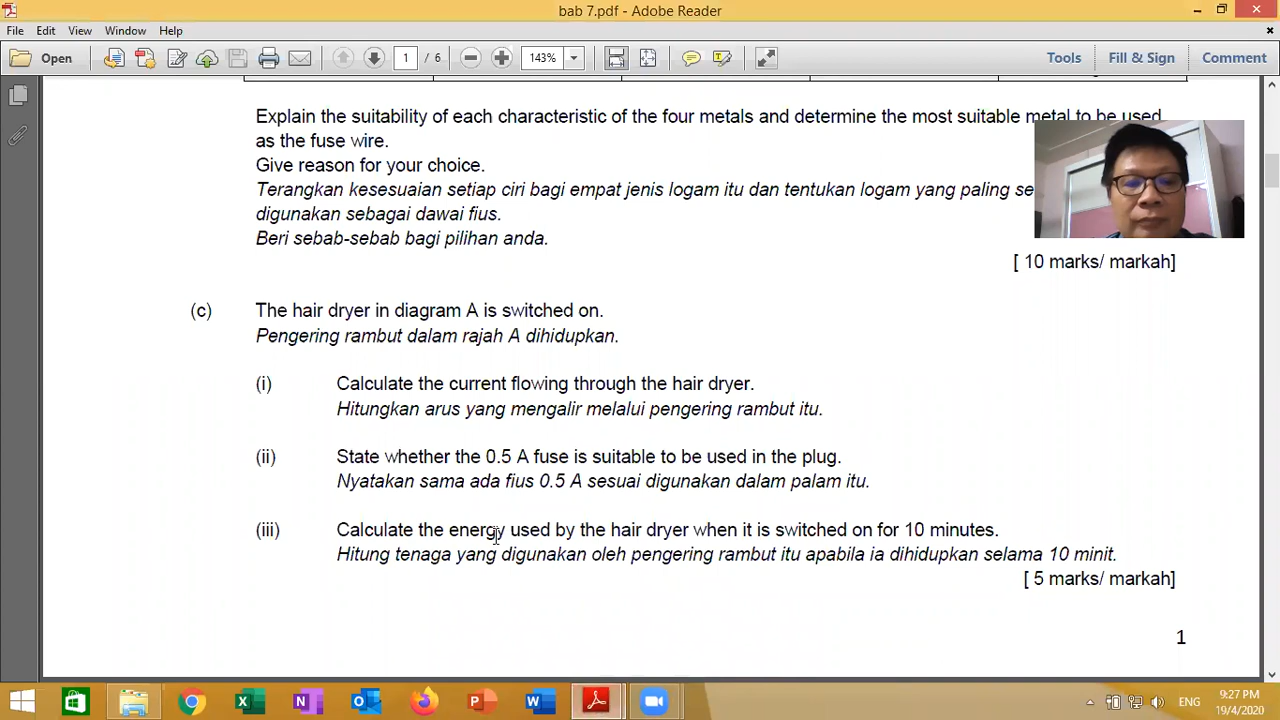 bab 7.pdf - Adobe Reader
File Edit View Window Help
Open 1 / 6 143% Tools Fill & Sign Comment
Explain the suitability of each characteristic of the four metals and determine the most suitable metal to be used
as the fuse wire.
Give reason for your choice.
Terangkan kesesuaian setiap ciri bagi empat jenis logam itu dan tentukan logam yang paling
digunakan sebagai dawai fius.
Beri sebab-sebab bagi pilihan anda.
[ 10 marks/ markah]
(c) The hair dryer in diagram A is switched on.
Pengering rambut dalam rajah A dihidupkan.
(i) Calculate the current flowing through the hair dryer.
Hitungkan arus yang mengalir melalui pengering rambut itu.
(ii) State whether the 0.5 A fuse is suitable to be used in the plug.
Nyatakan sama ada fius 0.5 A sesuai digunakan dalam palam itu.
(iii) Calculate the energy used by the hair dryer when it is switched on for 10 minutes.
Hitung tenaga yang digunakan oleh pengering rambut itu apabila ia dihidupkan selama 10 minit.
[ 5 marks/ markah]
1
ENG
9:27 PM
19/4/2020